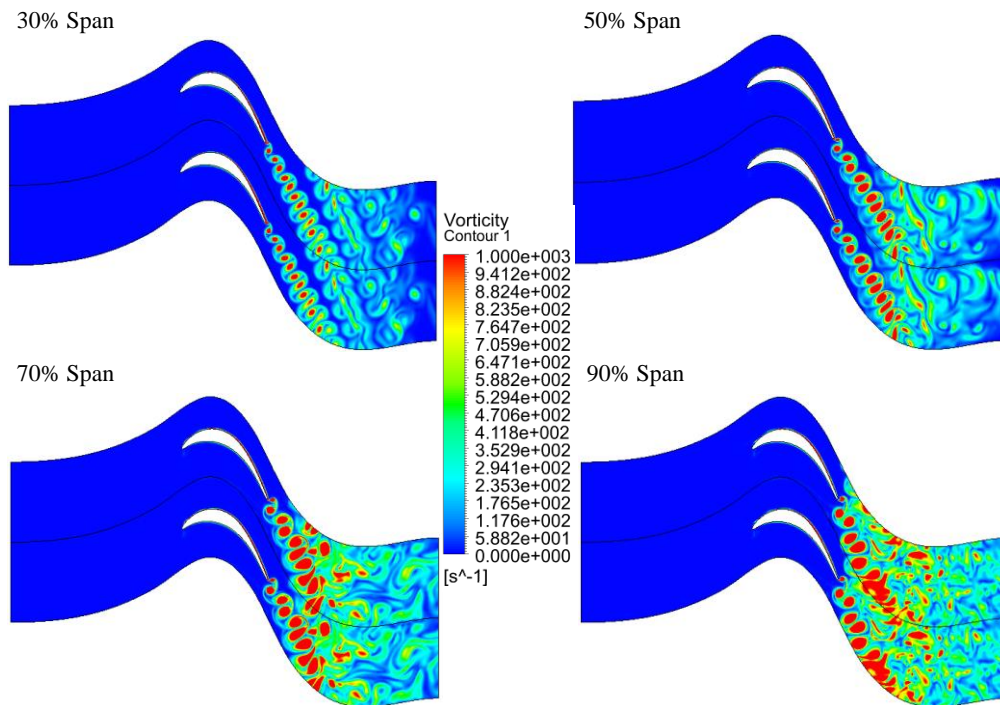 30% Span
50% Span
Vorticity
Contour 1
1.000e+003
9.412e+002
8.824e+002
8.235e+002
7.647e+002
7.059e+002
6.471e+002
5.882e+002
5.294e+002
4.706e+002
4.118e+002
3.529e+002
2.941e+002
2.353e+002
1.765e+002
1.176e+002
5.882e+001
0.000e+000
[s^-1]
70% Span
90% Span